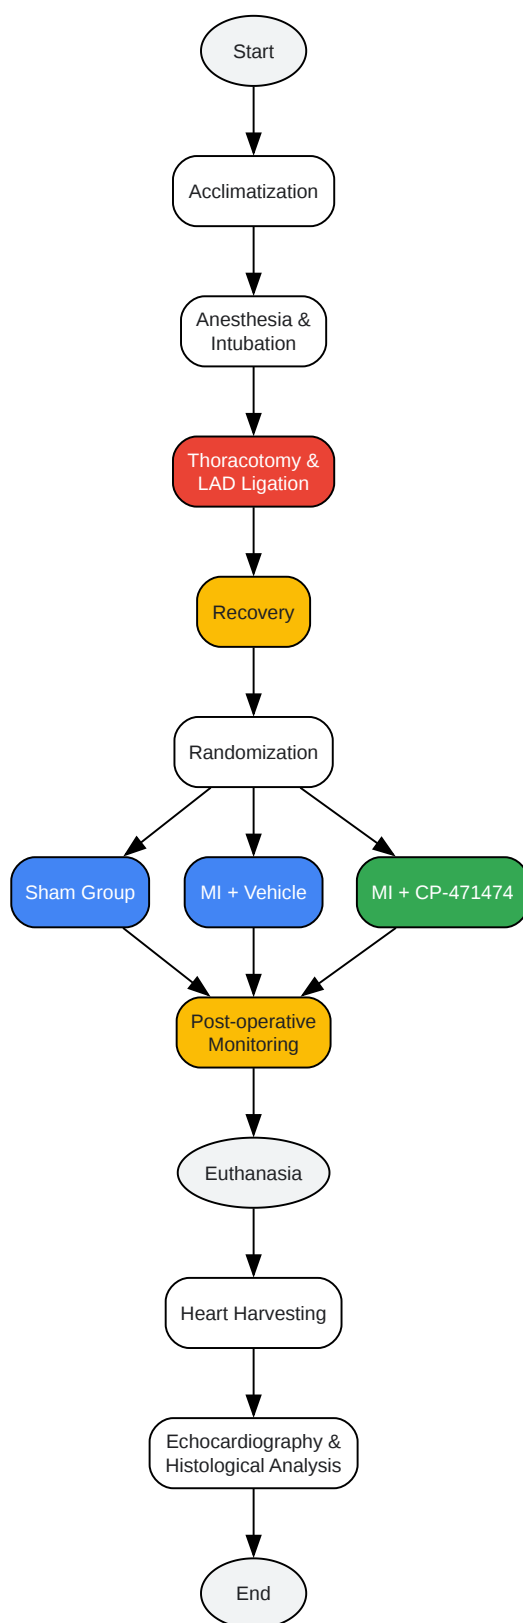 Start
Acclimatization
Anesthesia &
Intubation
Thoracotomy &
LAD Ligation
Recovery
Randomization
Sham Group
MI + Vehicle
MI + CP-471474
Post-operative
Monitoring
Euthanasia
Heart Harvesting
Echocardiography &
Histological Analysis
End